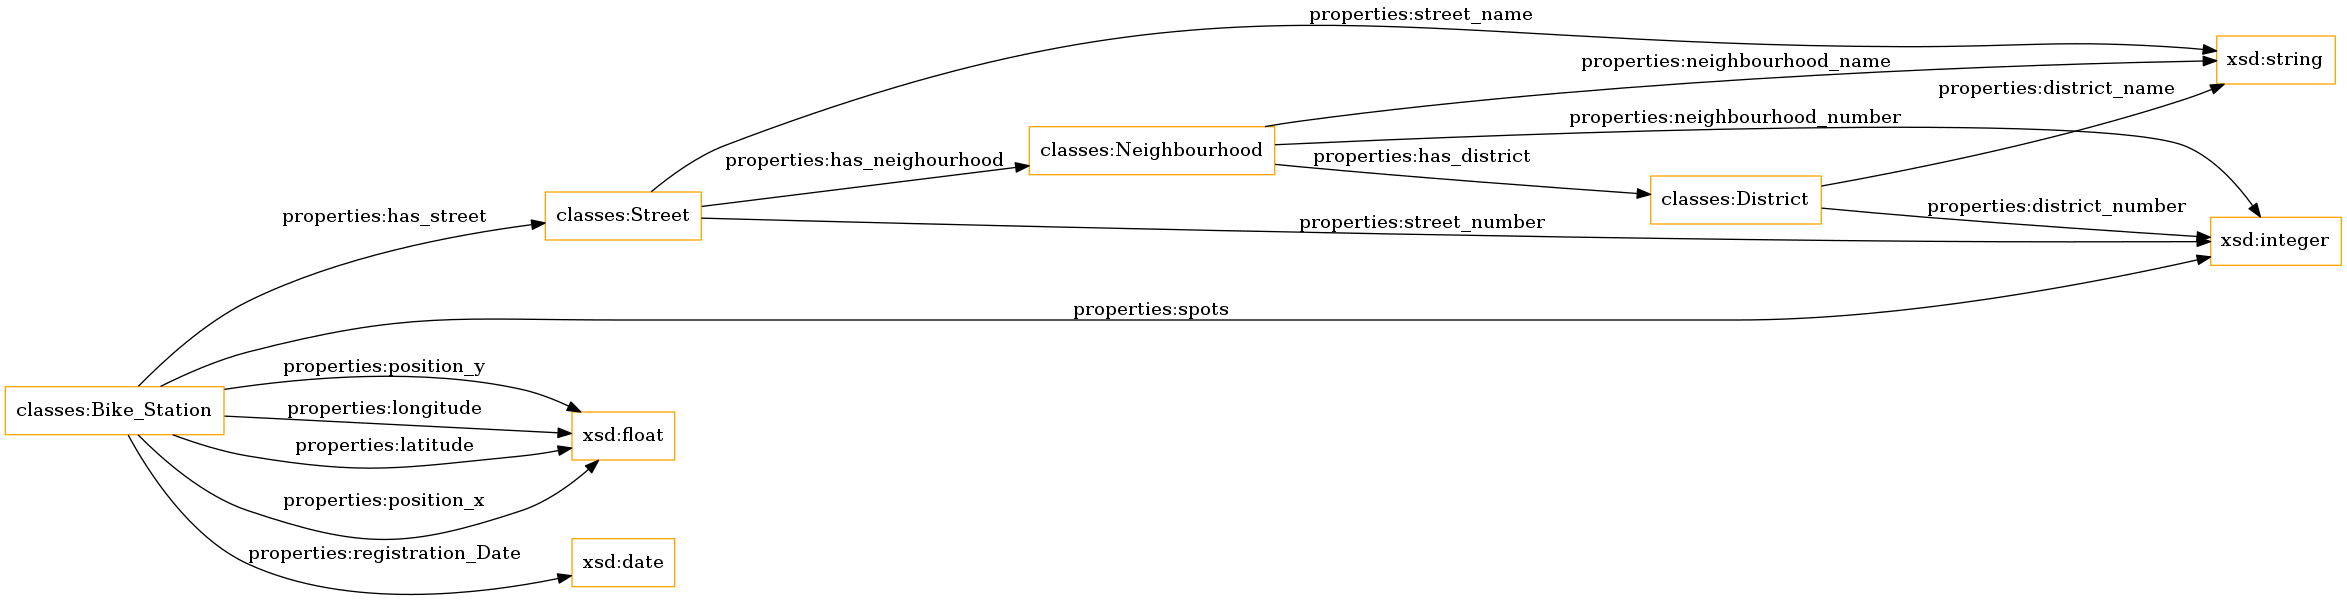 properties:street_name
xsd:string
properties:neighbourhood_name
properties:district_name
properties:neighbourhood_number
classes:Neighbourhood
properties:has_district
properties:has_neighourhood
classes:District
properties:district_number
classes:Street
properties:has_street
properties:street_number
xsd:integer
properties:spots
properties:position_y
classes:Bike_Station
properties:longitude
xsd:float
properties:latitude
properties:position_x
properties:registration_Date
xsd:date